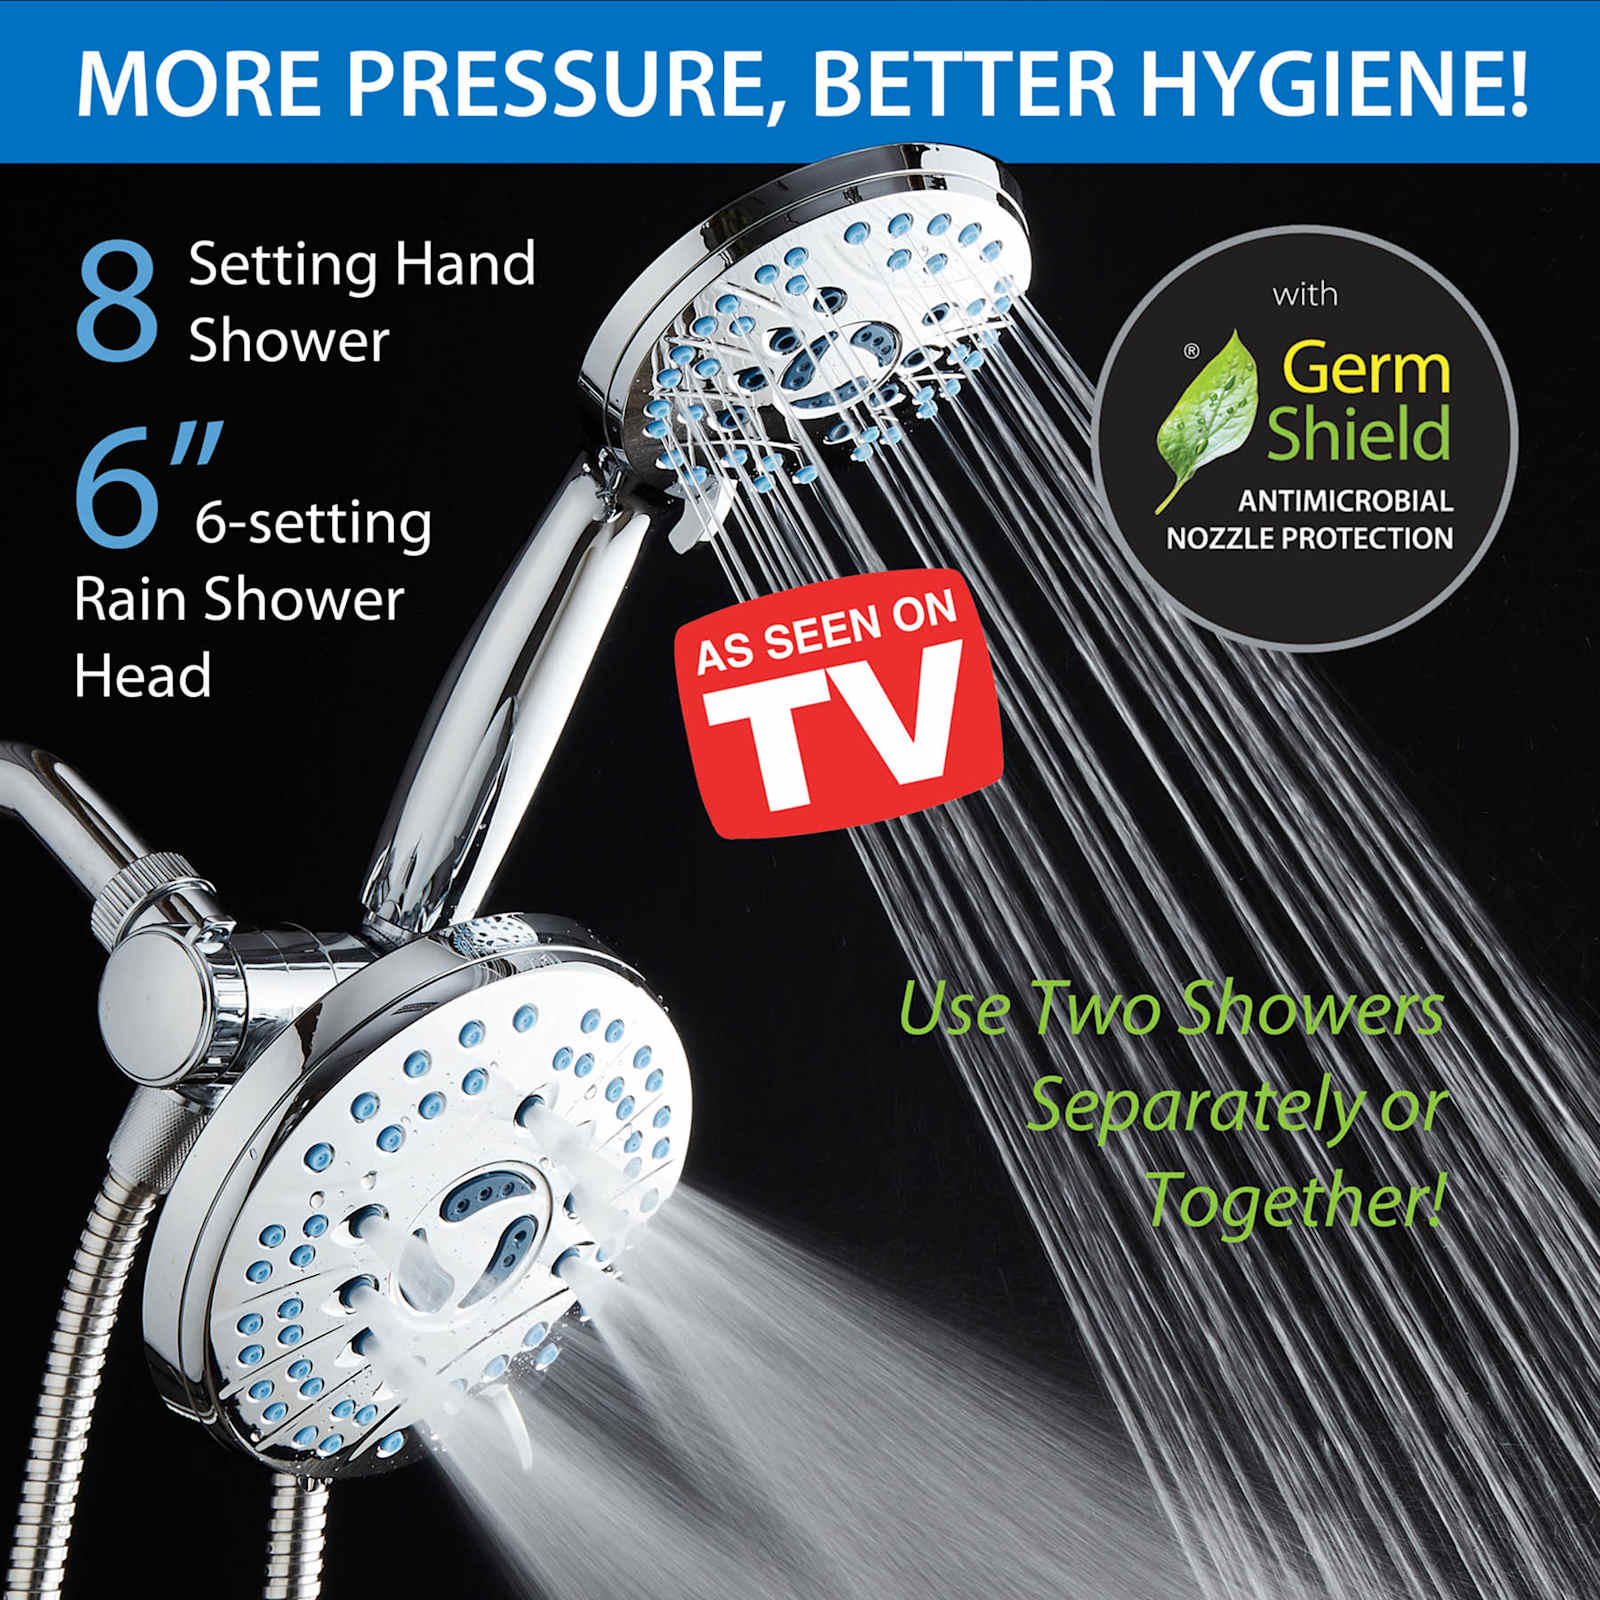 MORE PRESSURE, BETTER HYGIENE!
8 Setting Hand
Shower
6" 6-setting
Rain Shower
Head
with
® Germ
Shield
ANTIMICROBIAL
NOZZLE PROTECTION
AS SEEN ON
TV
Use Two Showers
Separately or
Together!